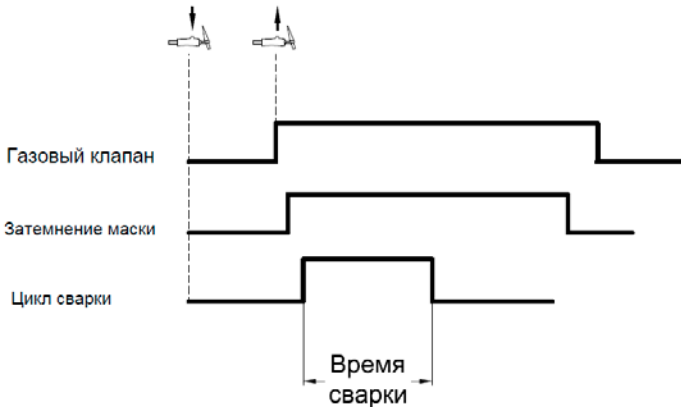 Газовый клапан
Затемнение маски
Цикл сварки
Время
сварки